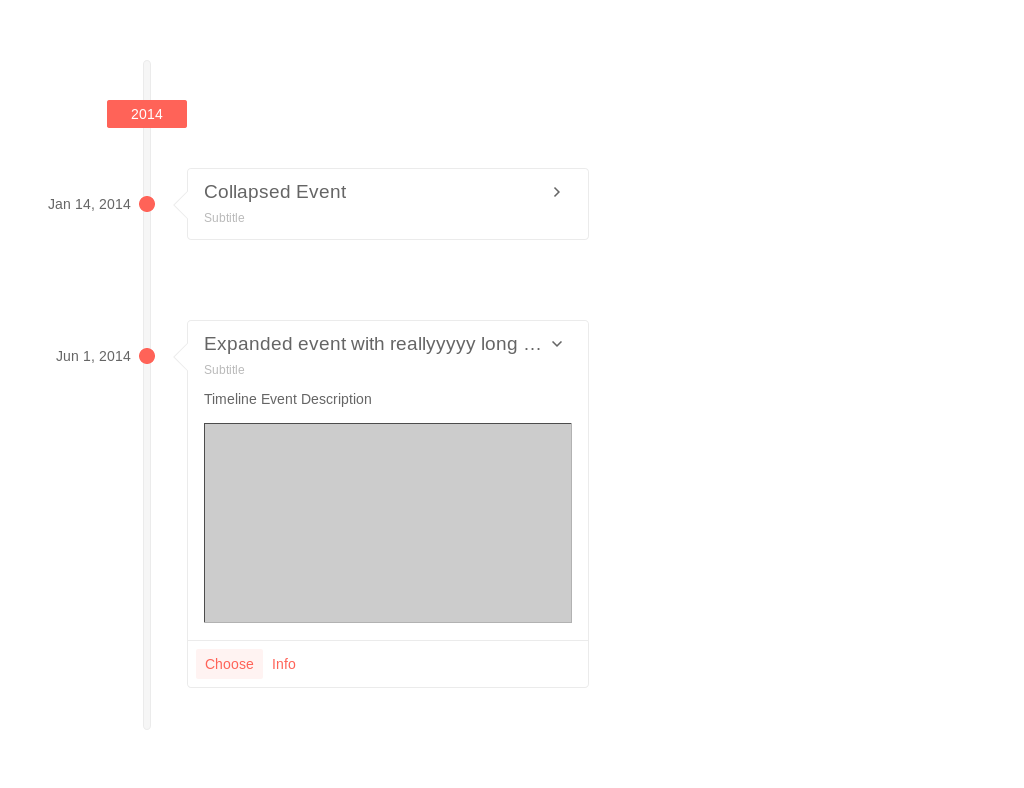 2014
Jan 14, 2014
Collapsed Event
Subtitle
Jun 1, 2014
Expanded event with reallyyyyy long …
Subtitle
Timeline Event Description
Choose Info